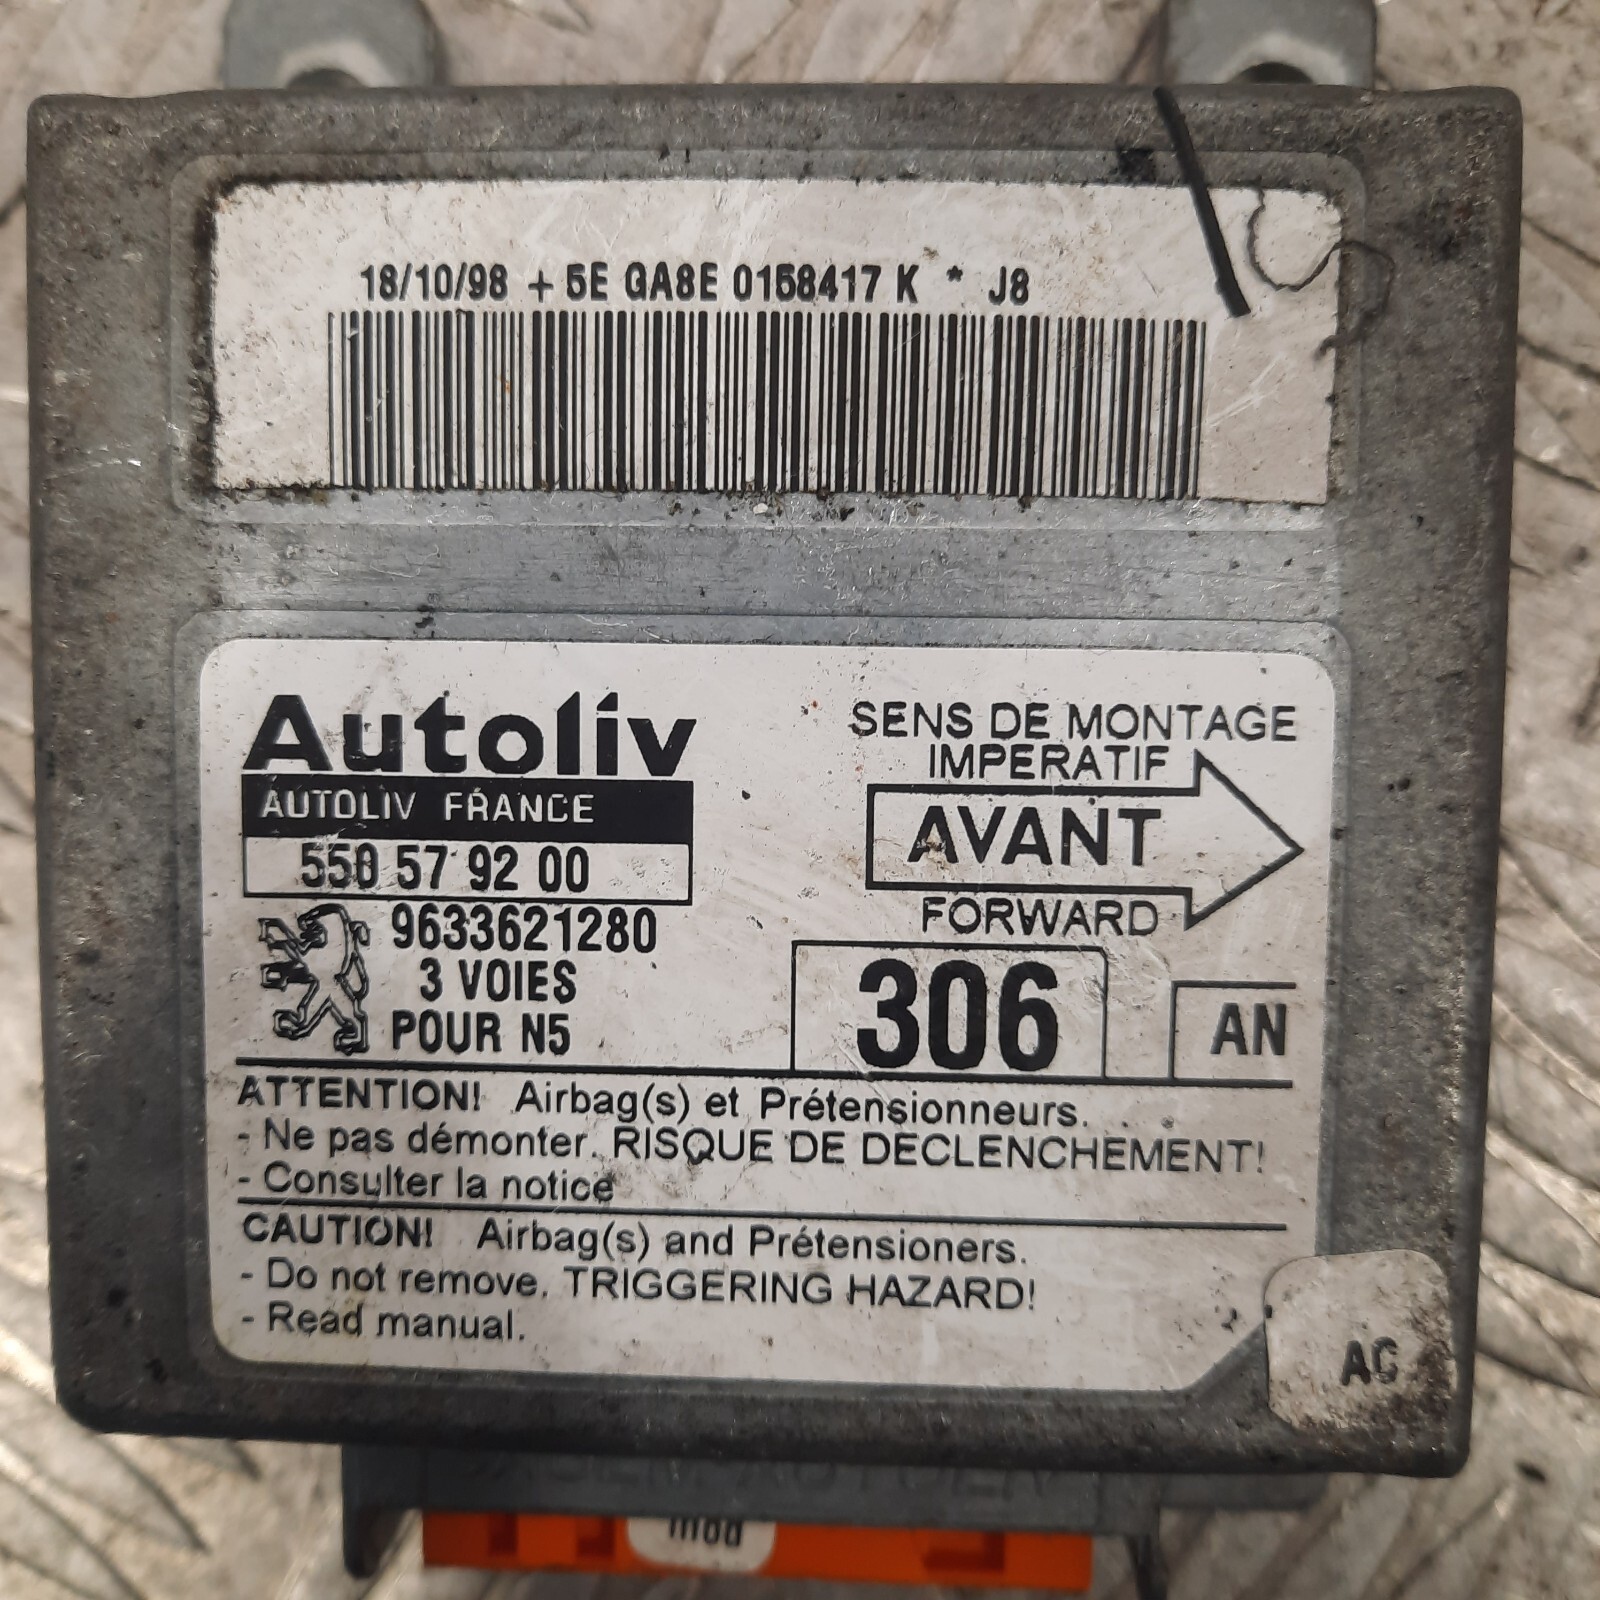 18/10/98 + 5E GA8E 0158417 K * J8
Autoliv
AUTOLIV FRANCE
550 57 92 00
SENS DE MONTAGE
IMPERATIF
AVANT
FORWARD
9633621280
3 VOIES
POUR N5
306
AN
ATTENTION! Airbag(s) et Prétensionneurs. . .
- Ne pas démonter. RISQUE DE DECLENCHEMENT!
- Consulter la notice
CAUTION! Airbag(s) and Prétensioners.
- Do not remove. TRIGGERING HAZARD!
- Read manual.
AC